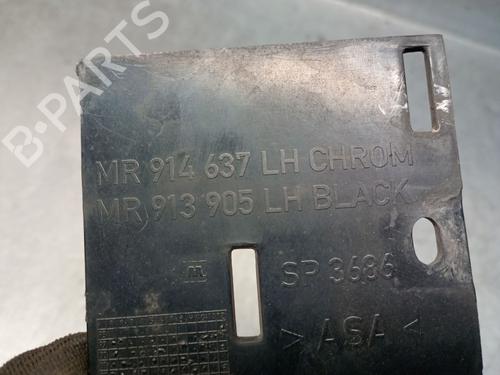 B-PARTS
MR 914 637 LH CHROM
MR 913 905 LH BLACK
SP 3686
> ASA <